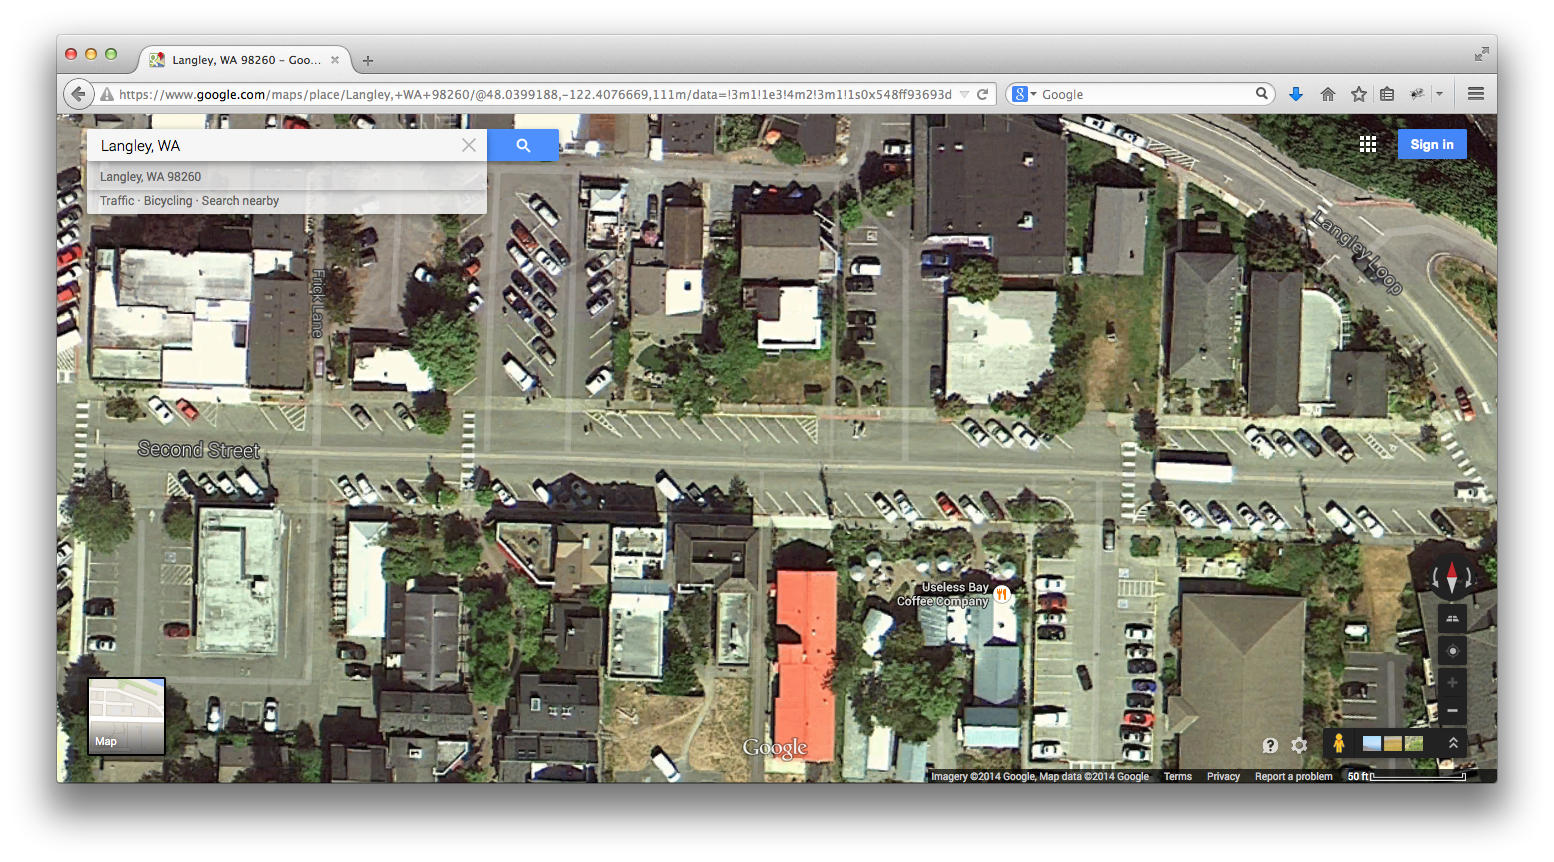 Langley, WA 98260 – Goo...
https://www.google.com/maps/place/Langley,+WA+98260/@48.0399188,-122.4076669,111m/data=!3m1!1e3!4m2!3m1!1s0x548ff93693d
Google
Langley, WA
Sign in
Langley, WA 98260
Traffic · Bicycling · Search nearby
Langley Loop
Frick Lane
Second Street
Useless Bay
Coffee Company
Map
Google
Imagery ©2014 Google, Map data ©2014 Google Terms Privacy Report a problem 50 ft